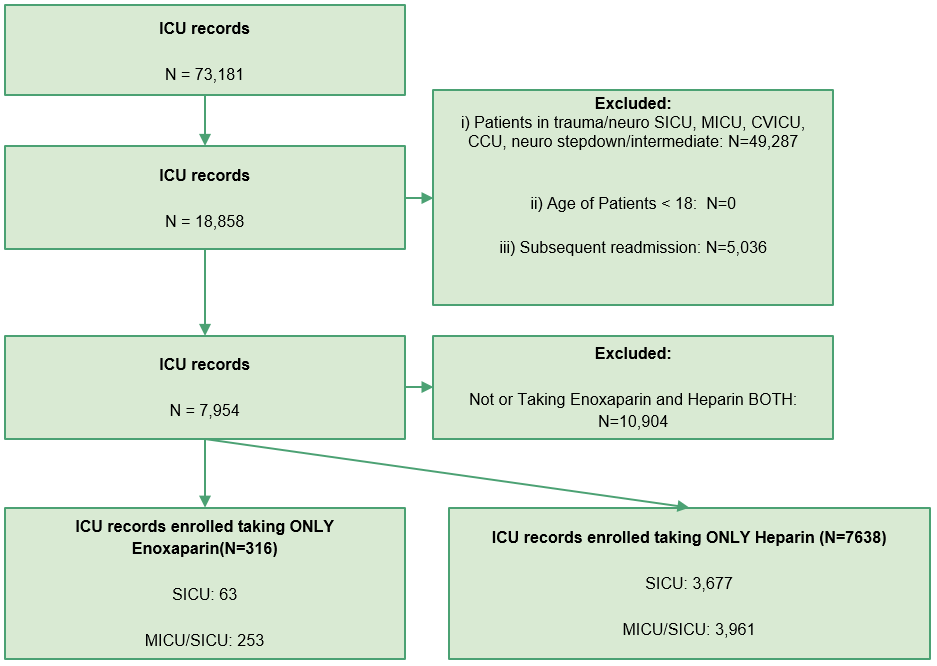 ICU records
N = 73,181
Excluded:
i) Patients in trauma/neuro SICU, MICU, CVICU,
CCU, neuro stepdown/intermediate: N=49,287
ii) Age of Patients < 18:  N=0
iii) Subsequent readmission: N=5,036
ICU records
N = 18,858
ICU records
N = 7,954
Excluded:
Not or Taking Enoxaparin and Heparin BOTH:
N=10,904
ICU records enrolled taking ONLY
Enoxaparin(N=316)
SICU: 63
MICU/SICU: 253
ICU records enrolled taking ONLY Heparin (N=7638)
SICU: 3,677
MICU/SICU: 3,961